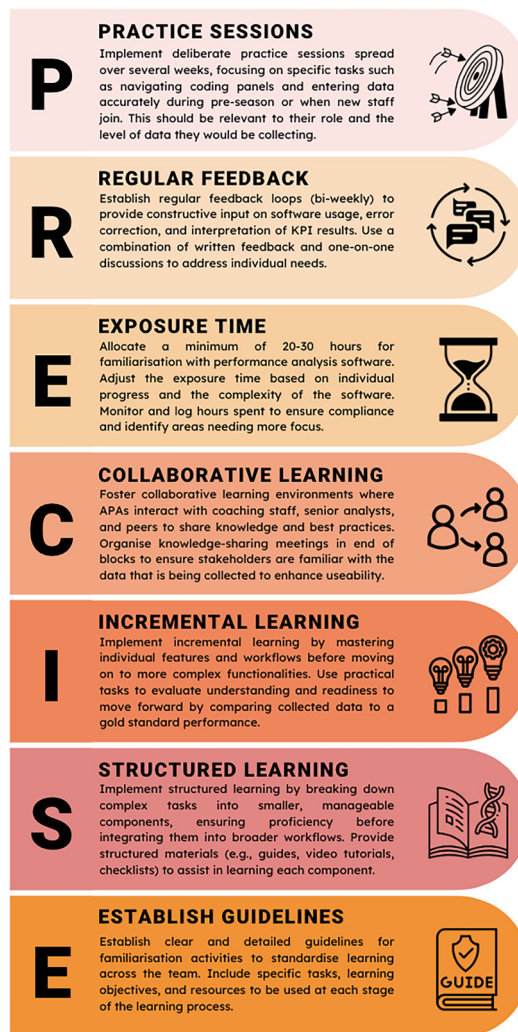 P
PRACTICE SESSIONS
Implement deliberate practice sessions spread
over several weeks, focusing on specific tasks such
as navigating coding panels and entering data
accurately during pre-season or when new staff
join. This should be relevant to their role and the
level of data they would be collecting.
R
REGULAR FEEDBACK
Establish regular feedback loops (bi-weekly) to
provide constructive input on software usage, error
correction, and interpretation of KPI results. Use a
combination of written feedback and one-on-one
discussions to address individual needs.
E
EXPOSURE TIME
Allocate a minimum of 20-30 hours for
familiarisation with performance analysis software.
Adjust the exposure time based on individual
progress and the complexity of the software.
Monitor and log hours spent to ensure compliance
and identify areas needing more focus.
C
COLLABORATIVE LEARNING
Foster collaborative learning environments where
APAs interact with coaching staff, senior analysts,
and peers to share knowledge and best practices.
Organise knowledge-sharing meetings in end of
blocks to ensure stakeholders are familiar with the
data that is being collected to enhance useability.
I
INCREMENTAL LEARNING
Implement incremental learning by mastering
individual features and workflows before moving
on to more complex functionalities. Use practical
tasks to evaluate understanding and readiness to
move forward by comparing collected data to a
gold standard performance.
S
STRUCTURED LEARNING
Implement structured learning by breaking down
complex tasks into smaller, manageable
components, ensuring proficiency before
integrating them into broader workflows. Provide
structured materials (e.g., guides, video tutorials,
checklists) to assist in learning each component.
E
ESTABLISH GUIDELINES
Establish clear and detailed guidelines for
familiarisation activities to standardise learning
across the team. Include specific tasks, learning
objectives, and resources to be used at each stage
of the learning process.
GUIDE